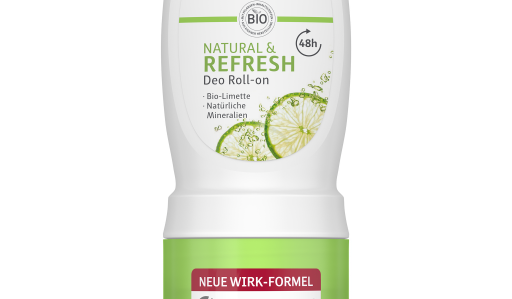 BIO
48h
NATURAL &
REFRESH
Deo Roll-on
· Bio-Limette
· Natürliche
Mineralien
NEUE WIRK-FORMEL